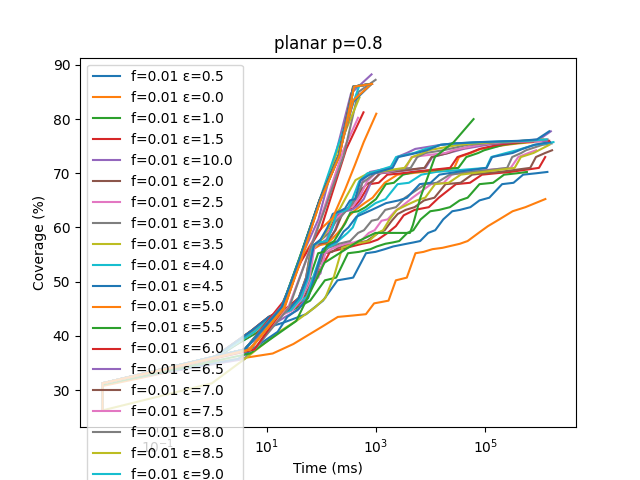 planar p=0.8
Coverage (%)
90
80
70
60
50
40
30
f=0.01 ε=0.5
f=0.01 ε=0.0
f=0.01 ε=1.0
f=0.01 ε=1.5
f=0.01 ε=10.0
f=0.01 ε=2.0
f=0.01 ε=2.5
f=0.01 ε=3.0
f=0.01 ε=3.5
f=0.01 ε=4.0
f=0.01 ε=4.5
f=0.01 ε=5.0
f=0.01 ε=5.5
f=0.01 ε=6.0
f=0.01 ε=6.5
f=0.01 ε=7.0
f=0.01 ε=7.5
f=0.01 ε=8.0
f=0.01 ε=8.5
f=0.01 ε=9.0
10⁻¹ 10¹ 10³ 10⁵
Time (ms)